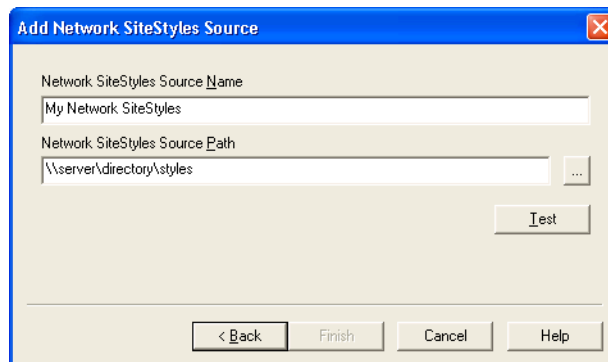 Add Network SiteStyles Source
Network SiteStyles Source Name
My Network SiteStyles
Network SiteStyles Source Path
\\server\directory\styles
...
Test
< Back Finish Cancel Help